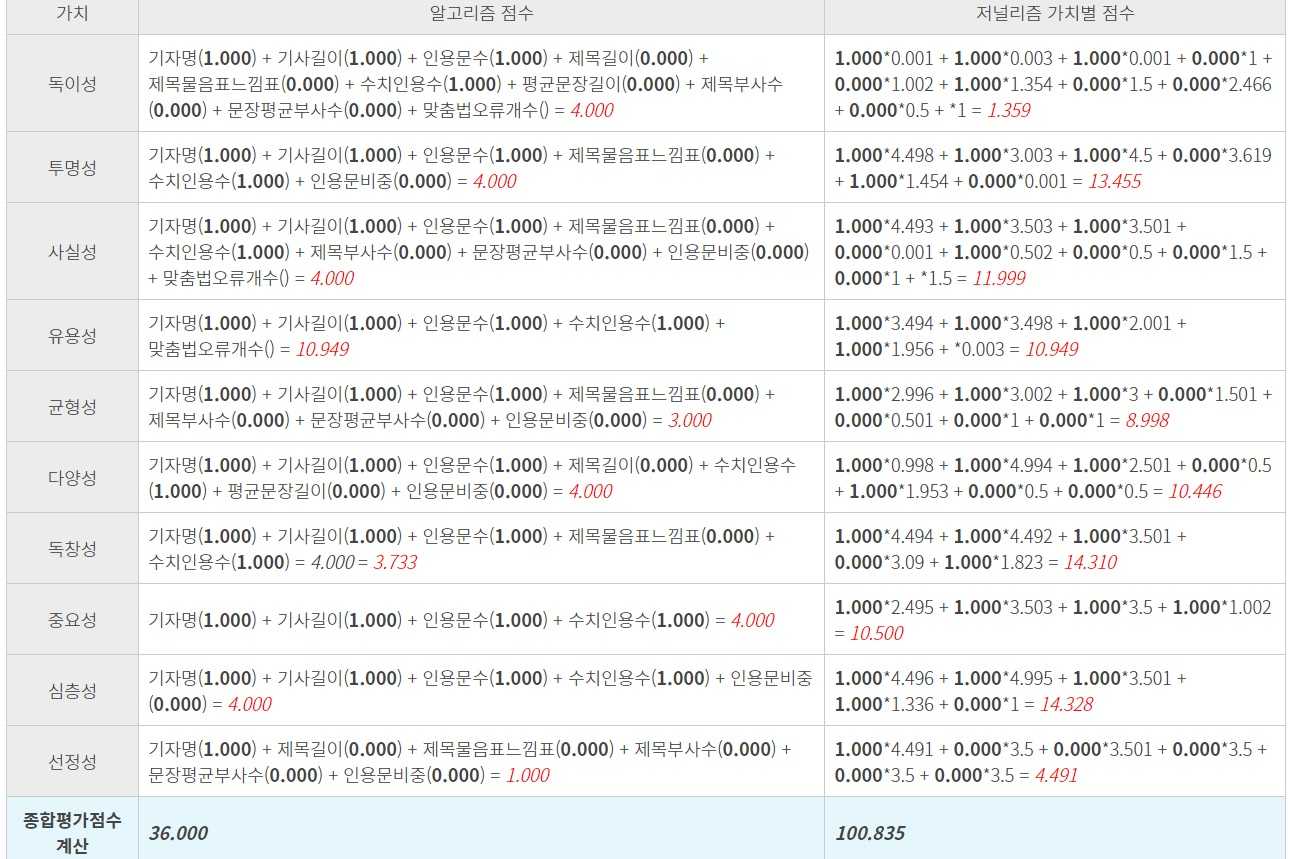 가치 알고리즘 점수 저널리즘 가치별 점수
독이성
기자명(1.000) + 기사길이(1.000) + 인용문수(1.000) + 제목길이(0.000) +
제목물음표느낌표(0.000) + 수치인용수(1.000) + 평균문장길이(0.000) + 제목부사수
(0.000) + 문장평균부사수(0.000) + 맞춤법오류개수() = 4.000
1.000*0.001 + 1.000*0.003 + 1.000*0.001 + 0.000*1 +
0.000*1.002 + 1.000*1.354 + 0.000*1.5 + 0.000*2.466
+ 0.000*0.5 + *1 = 1.359
투명성
기자명(1.000) + 기사길이(1.000) + 인용문수(1.000) + 제목물음표느낌표(0.000) +
수치인용수(1.000) + 인용문비중(0.000) = 4.000
1.000*4.498 + 1.000*3.003 + 1.000*4.5 + 0.000*3.619
+ 1.000*1.454 + 0.000*0.001 = 13.455
사실성
기자명(1.000) + 기사길이(1.000) + 인용문수(1.000) + 제목물음표느낌표(0.000) +
수치인용수(1.000) + 제목부사수(0.000) + 문장평균부사수(0.000) + 인용문비중(0.000)
+ 맞춤법오류개수() = 4.000
1.000*4.493 + 1.000*3.503 + 1.000*3.501 +
0.000*0.001 + 1.000*0.502 + 0.000*0.5 + 0.000*1.5 +
0.000*1 + *1.5 = 11.999
유용성
기자명(1.000) + 기사길이(1.000) + 인용문수(1.000) + 수치인용수(1.000) +
맞춤법오류개수() = 10.949
1.000*3.494 + 1.000*3.498 + 1.000*2.001 +
1.000*1.956 + *0.003 = 10.949
균형성
기자명(1.000) + 기사길이(1.000) + 인용문수(1.000) + 제목물음표느낌표(0.000) +
제목부사수(0.000) + 문장평균부사수(0.000) + 인용문비중(0.000) = 3.000
1.000*2.996 + 1.000*3.002 + 1.000*3 + 0.000*1.501 +
0.000*0.501 + 0.000*1 + 0.000*1 = 8.998
다양성
기자명(1.000) + 기사길이(1.000) + 인용문수(1.000) + 제목길이(0.000) + 수치인용수
(1.000) + 평균문장길이(0.000) + 인용문비중(0.000) = 4.000
1.000*0.998 + 1.000*4.994 + 1.000*2.501 + 0.000*0.5
+ 1.000*1.953 + 0.000*0.5 + 0.000*0.5 = 10.446
독창성
기자명(1.000) + 기사길이(1.000) + 인용문수(1.000) + 제목물음표느낌표(0.000) +
수치인용수(1.000) = 4.000 = 3.733
1.000*4.494 + 1.000*4.492 + 1.000*3.501 +
0.000*3.09 + 1.000*1.823 = 14.310
중요성
기자명(1.000) + 기사길이(1.000) + 인용문수(1.000) + 수치인용수(1.000) = 4.000
1.000*2.495 + 1.000*3.503 + 1.000*3.5 + 1.000*1.002
= 10.500
심층성
기자명(1.000) + 기사길이(1.000) + 인용문수(1.000) + 수치인용수(1.000) + 인용문비중
(0.000) = 4.000
1.000*4.496 + 1.000*4.995 + 1.000*3.501 +
1.000*1.336 + 0.000*1 = 14.328
선정성
기자명(1.000) + 제목길이(0.000) + 제목물음표느낌표(0.000) + 제목부사수(0.000) +
문장평균부사수(0.000) + 인용문비중(0.000) = 1.000
1.000*4.491 + 0.000*3.5 + 0.000*3.501 + 0.000*3.5 +
0.000*3.5 + 0.000*3.5 = 4.491
종합평가점수
계산
36.000
100.835